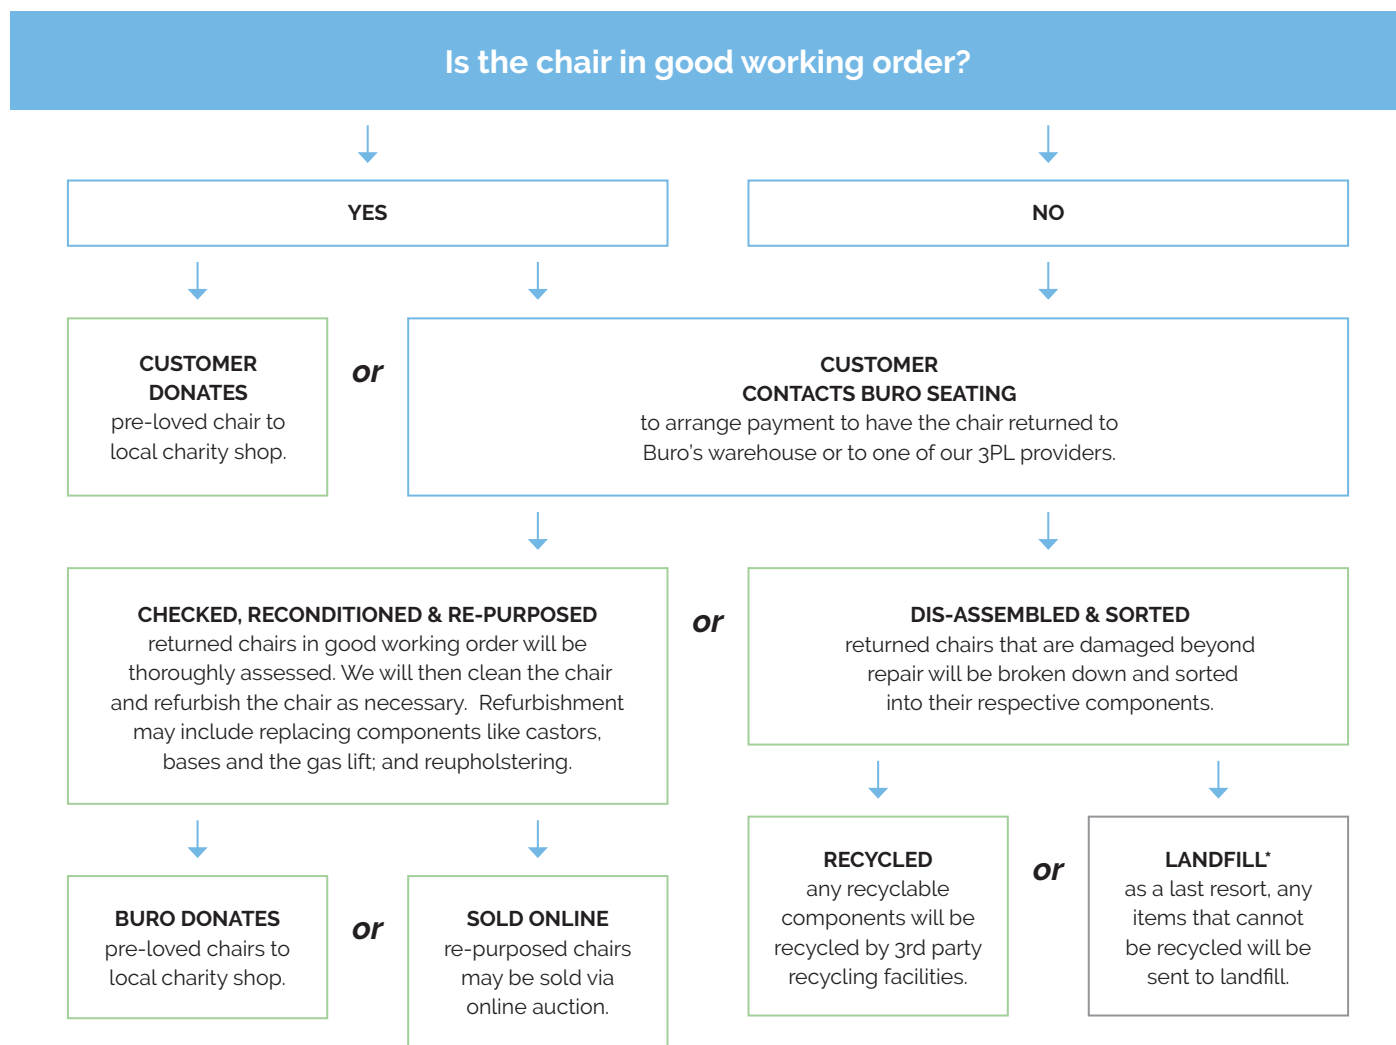 Is the chair in good working order?
YES
NO
CUSTOMER
DONATES
pre-loved chair to
local charity shop.
or
CUSTOMER
CONTACTS BURO SEATING
to arrange payment to have the chair returned to
Buro's warehouse or to one of our 3PL providers.
CHECKED, RECONDITIONED & RE-PURPOSED
returned chairs in good working order will be
thoroughly assessed. We will then clean the chair
and refurbish the chair as necessary. Refurbishment
may include replacing components like castors,
bases and the gas lift; and reupholstering.
or
DIS-ASSEMBLED & SORTED
returned chairs that are damaged beyond
repair will be broken down and sorted
into their respective components.
BURO DONATES
pre-loved chairs to
local charity shop.
or
SOLD ONLINE
re-purposed chairs
may be sold via
online auction.
RECYCLED
any recyclable
components will be
recycled by 3rd party
recycling facilities.
or
LANDFILL*
as a last resort, any
items that cannot
be recycled will be
sent to landfill.